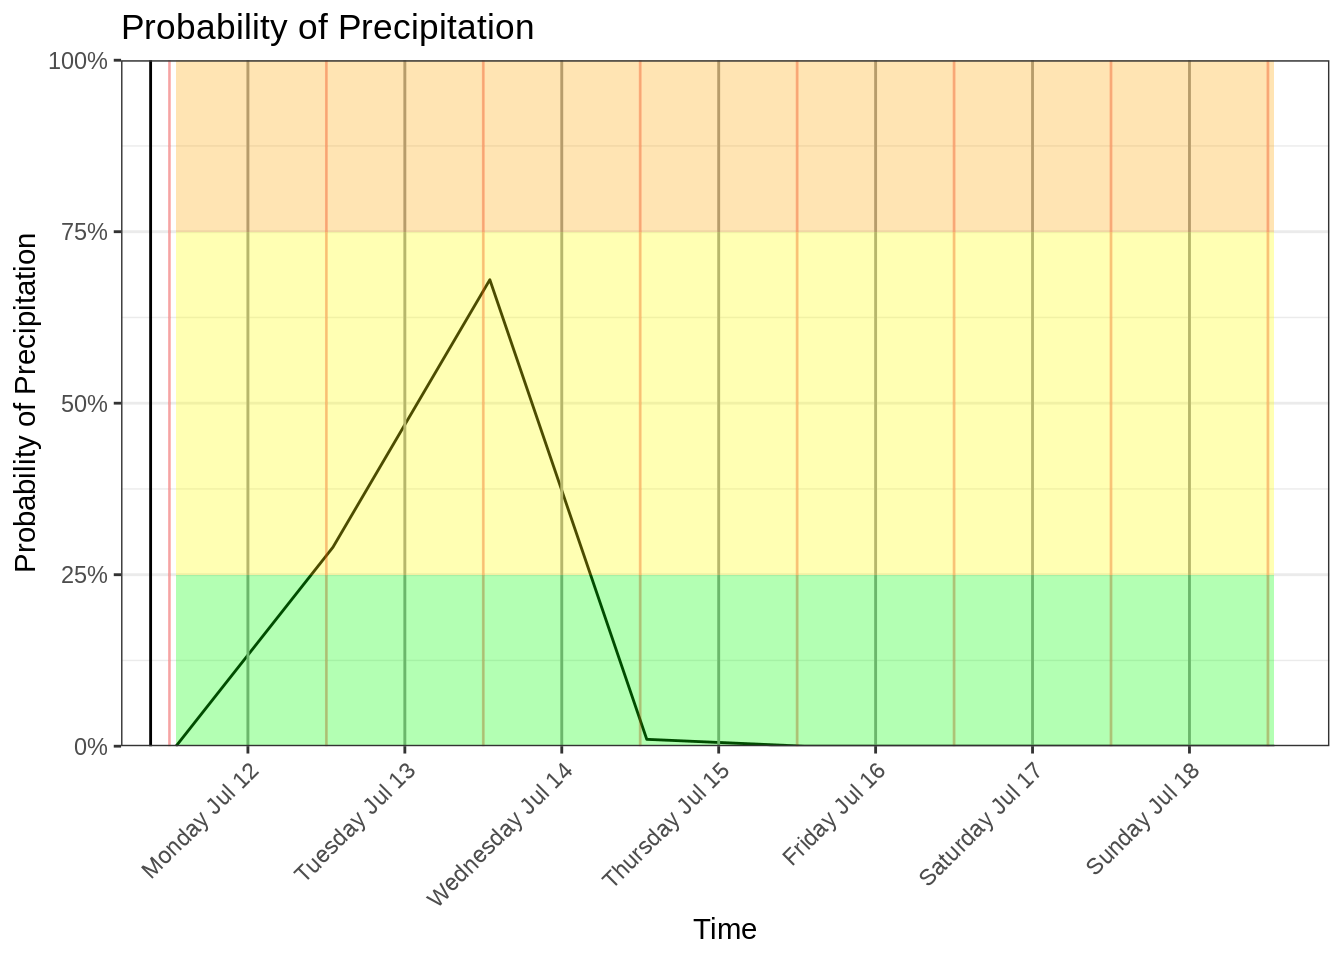 Probability of Precipitation
Probability of Precipitation
100%
75%
50%
25%
0%
Monday Jul 12
Tuesday Jul 13
Wednesday Jul 14
Thursday Jul 15
Friday Jul 16
Saturday Jul 17
Sunday Jul 18
Time